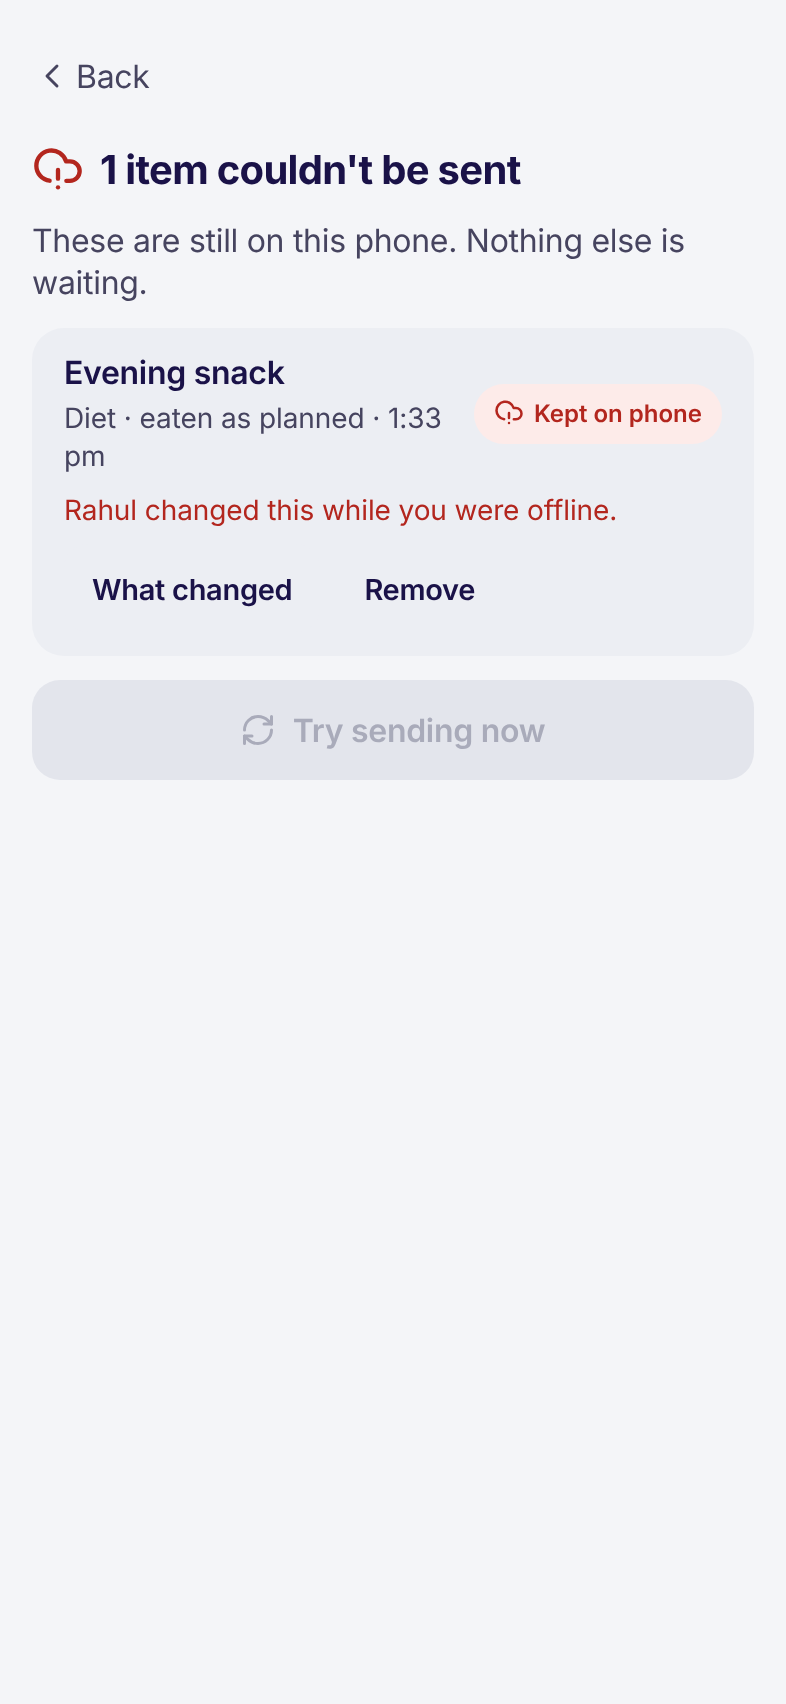 Back
1 item couldn't be sent
These are still on this phone. Nothing else is
waiting.
Evening snack
Diet · eaten as planned · 1:33
pm
Kept on phone
Rahul changed this while you were offline.
What changed
Remove
Try sending now